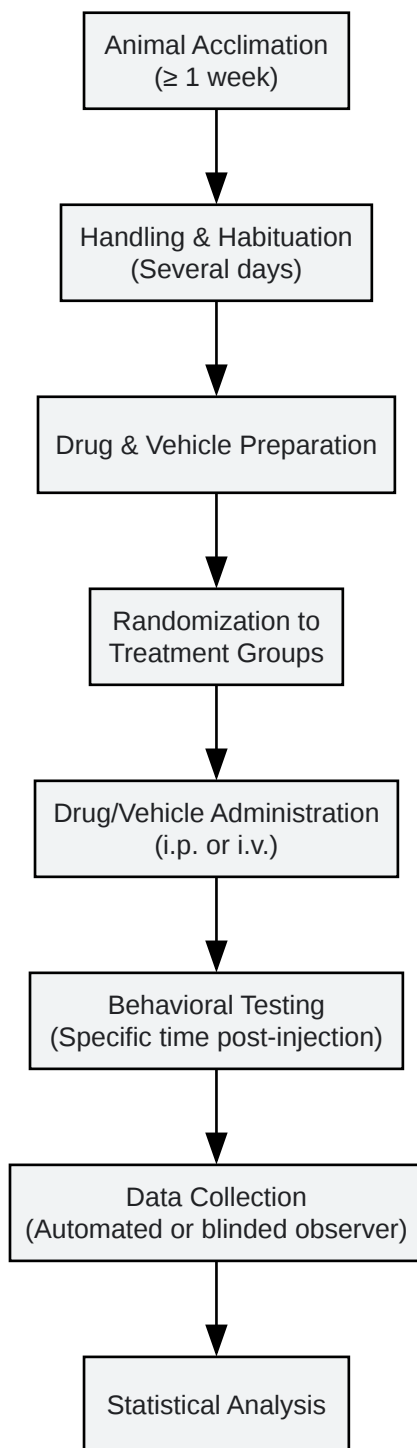 Animal Acclimation
(≥ 1 week)
Handling & Habituation
(Several days)
Drug & Vehicle Preparation
Randomization to
Treatment Groups
Drug/Vehicle Administration
(i.p. or i.v.)
Behavioral Testing
(Specific time post-injection)
Data Collection
(Automated or blinded observer)
Statistical Analysis